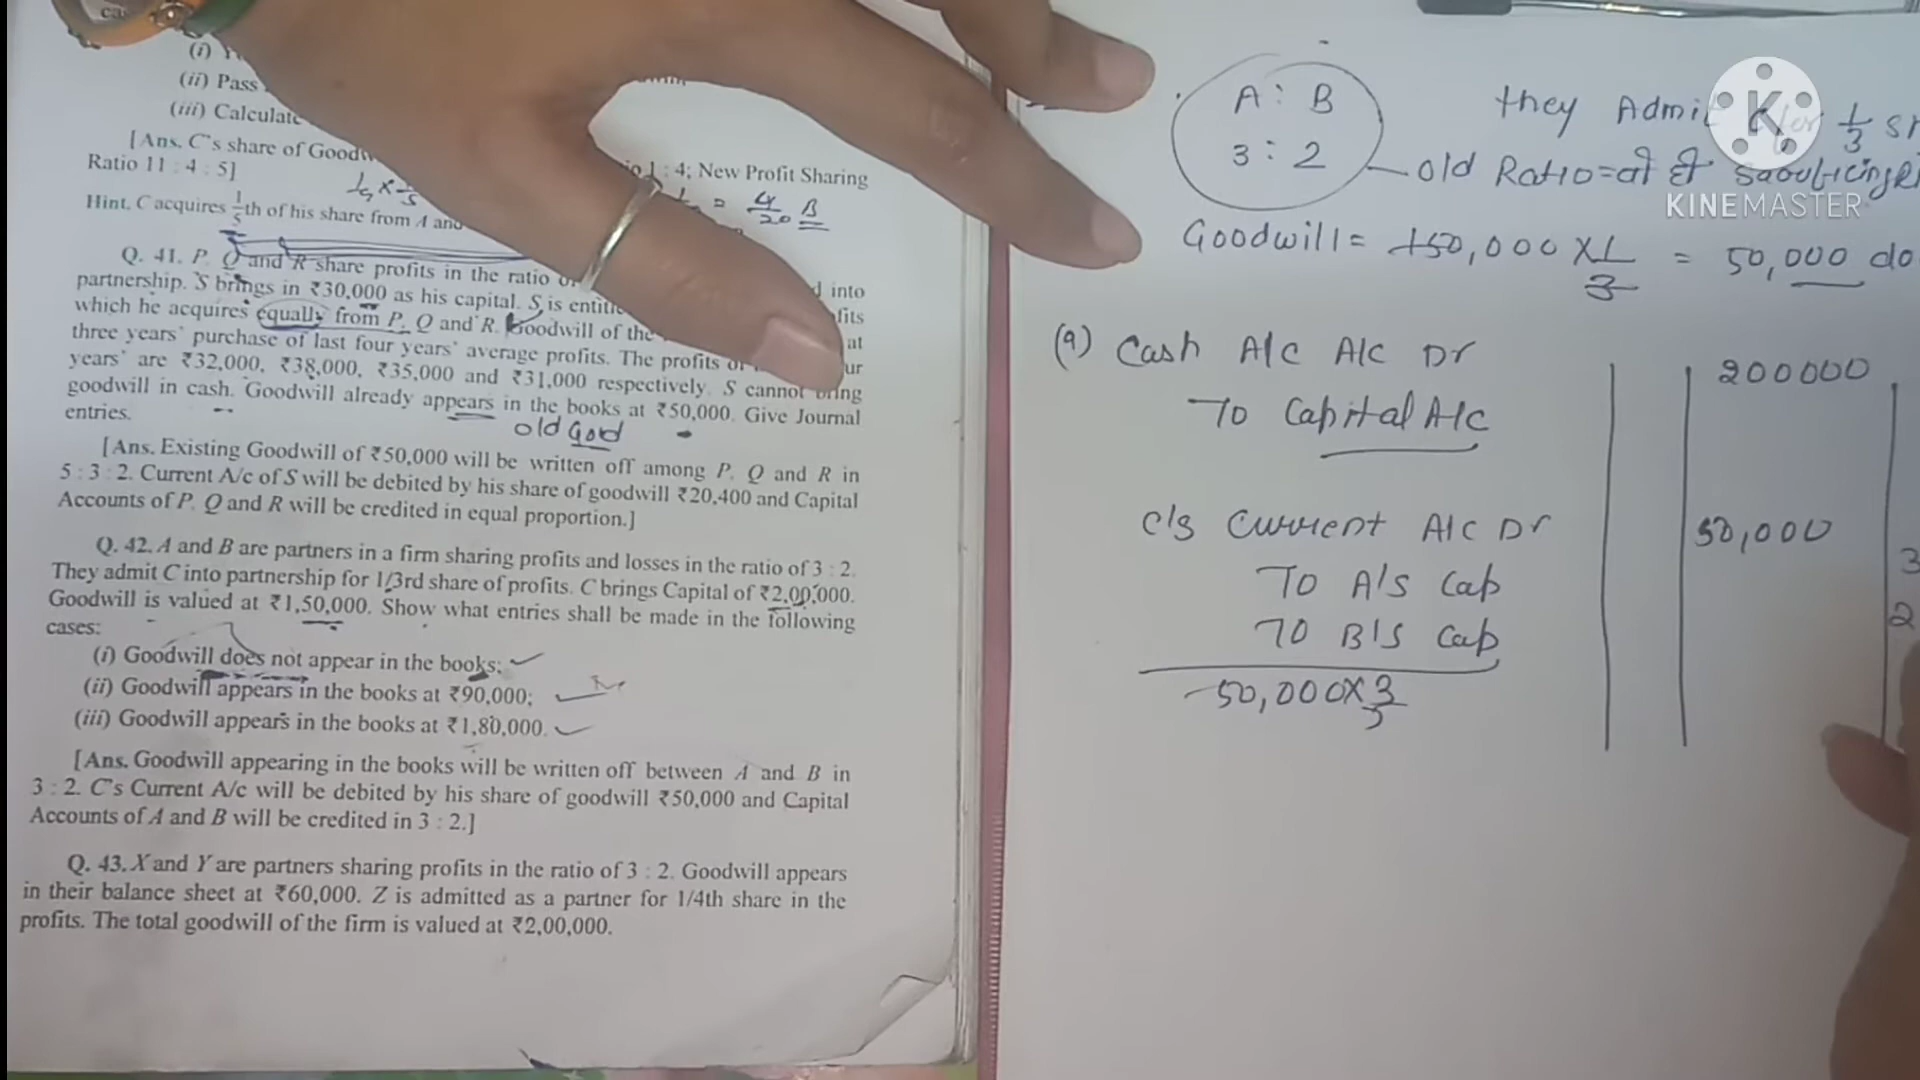 (i)
(ii) Pass
(iii) Calculate
[Ans. C's share of Goodw
1 : 4; New Profit Sharing
Ratio 11 : 4 : 5]
= 4/20 B
Hint. C acquires 1/5th of his share from A and
Q. 41. P, Q and R share profits in the ratio
into
partnership. S brings in ₹30,000 as his capital. S is entitle
fits
which he acquires equally from P, Q and R. Goodwill of the
at
three years' purchase of last four years' average profits. The profits of
ur
years' are ₹32,000, ₹38,000, ₹35,000 and ₹31,000 respectively. S cannot bring
goodwill in cash. Goodwill already appears in the books at ₹50,000. Give Journal
entries.
old Good
[Ans. Existing Goodwill of ₹50,000 will be written off among P, Q and R in
5 : 3 : 2. Current A/c of S will be debited by his share of goodwill ₹20,400 and Capital
Accounts of P, Q and R will be credited in equal proportion.]
Q. 42. A and B are partners in a firm sharing profits and losses in the ratio of 3 : 2.
They admit C into partnership for 1/3rd share of profits. C brings Capital of ₹2,00,000.
Goodwill is valued at ₹1,50,000. Show what entries shall be made in the following
cases:
(i) Goodwill does not appear in the books;
(ii) Goodwill appears in the books at ₹90,000;
(iii) Goodwill appears in the books at ₹1,80,000.
[Ans. Goodwill appearing in the books will be written off between A and B in
3 : 2. C's Current A/c will be debited by his share of goodwill ₹50,000 and Capital
Accounts of A and B will be credited in 3 : 2.]
Q. 43. X and Y are partners sharing profits in the ratio of 3 : 2. Goodwill appears
in their balance sheet at ₹60,000. Z is admitted as a partner for 1/4th share in the
profits. The total goodwill of the firm is valued at ₹2,00,000.
A : B
3 : 2
they Admit for 1/3 sh
old Ratio =
K
KINEMASTER
Goodwill = 150,000 × 1/3 = 50,000 do
(a) Cash A/c A/c Dr
200000
To Capital A/c
C's Current A/c Dr
50,000
To A's Cap
3
To B's Cap
2
50,000 × 3/5